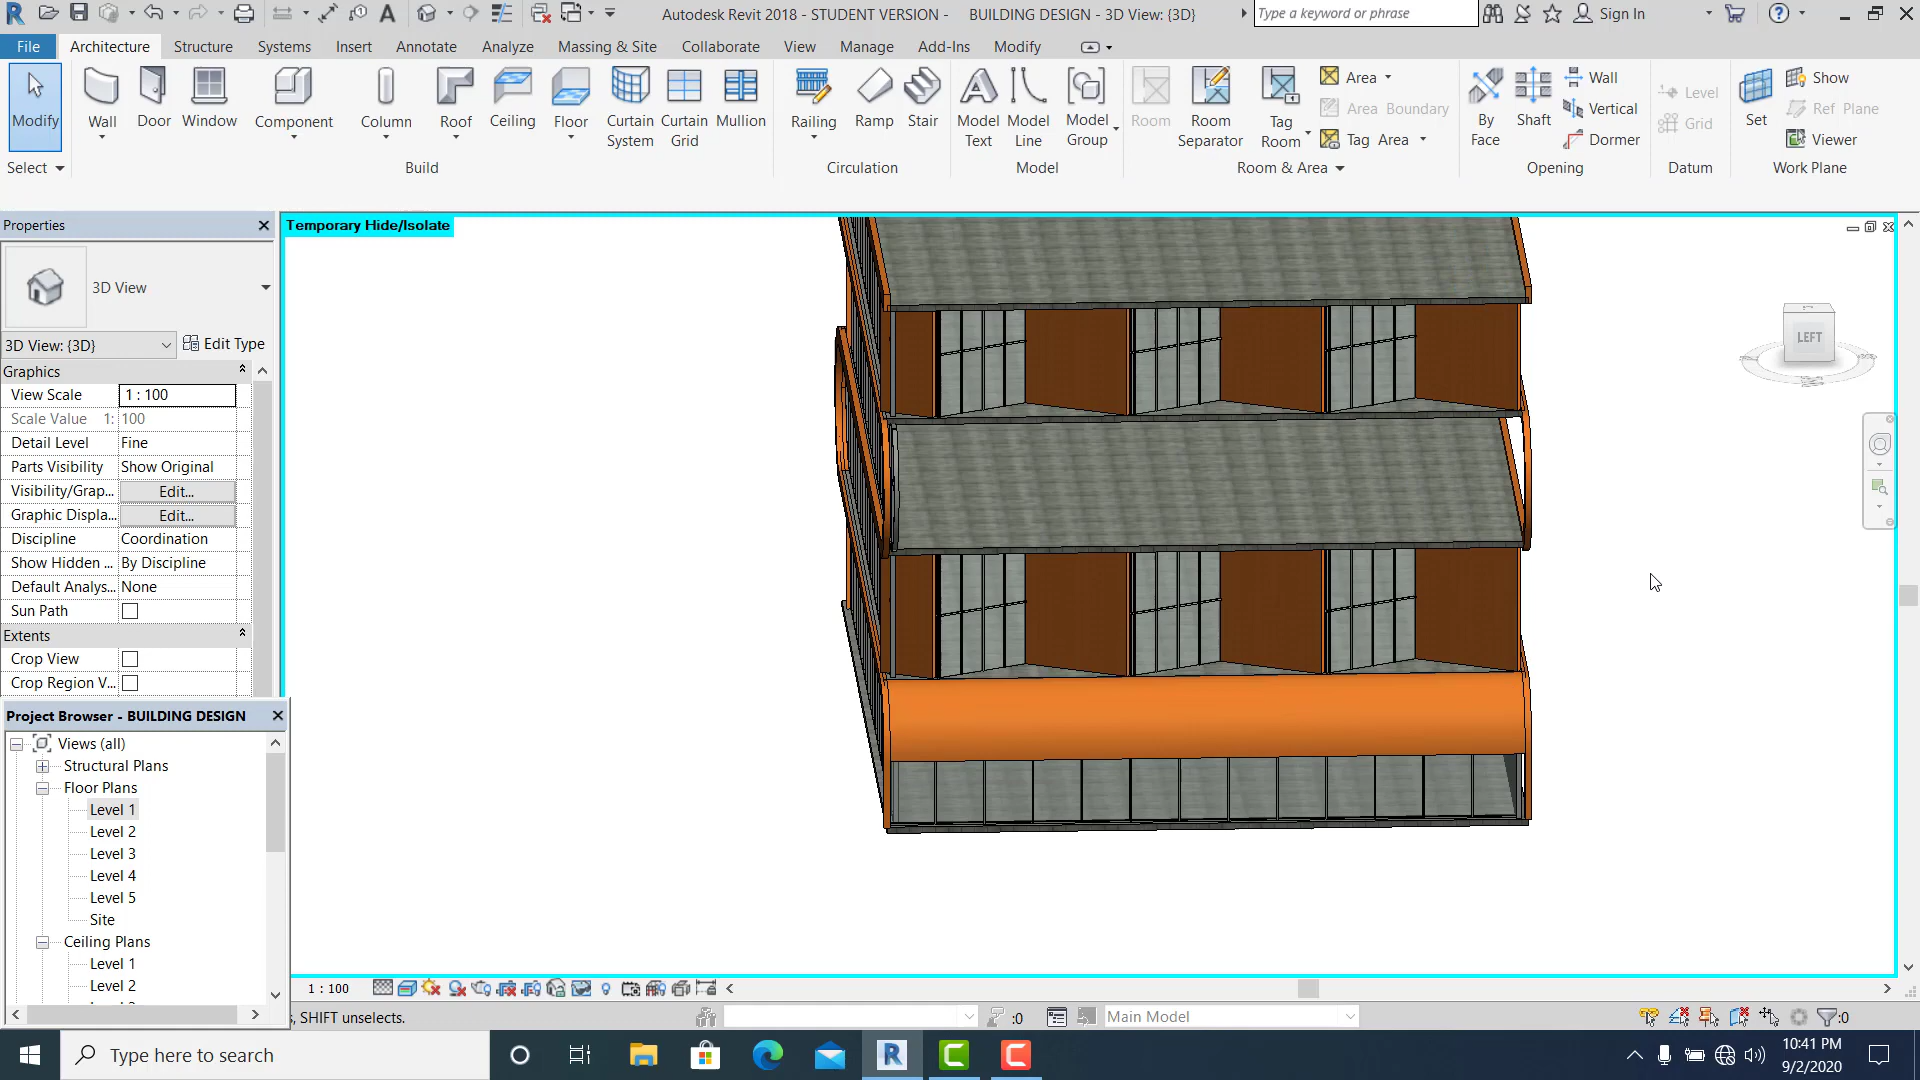 Autodesk Revit 2018 - STUDENT VERSION - BUILDING DESIGN - 3D View: {3D}
Type a keyword or phrase
Sign In
File Architecture Structure Systems Insert Annotate Analyze Massing & Site Collaborate View Manage Add-Ins Modify
Modify Wall Door Window Component Column Roof Ceiling Floor Curtain System Curtain Grid Mullion Railing Ramp Stair Model Text Model Line Model Group Room Room Separator Tag Room
Area
Area Boundary
Tag Area
By Face Shaft
Wall
Vertical
Dormer
Level
Grid
Set
Show
Ref Plane
Viewer
Select Build Circulation Model Room & Area Opening Datum Work Plane
Properties
3D View
3D View: {3D} Edit Type
Graphics
View Scale 1 : 100
Scale Value 1: 100
Detail Level Fine
Parts Visibility Show Original
Visibility/Grap... Edit...
Graphic Displa... Edit...
Discipline Coordination
Show Hidden ... By Discipline
Default Analys... None
Sun Path
Extents
Crop View
Crop Region V...
Project Browser - BUILDING DESIGN
Views (all)
Structural Plans
Floor Plans
Level 1
Level 2
Level 3
Level 4
Level 5
Site
Ceiling Plans
Level 1
Level 2
Temporary Hide/Isolate
LEFT
1 : 100
, SHIFT unselects.
:0
Main Model
:0
Type here to search
10:41 PM
9/2/2020